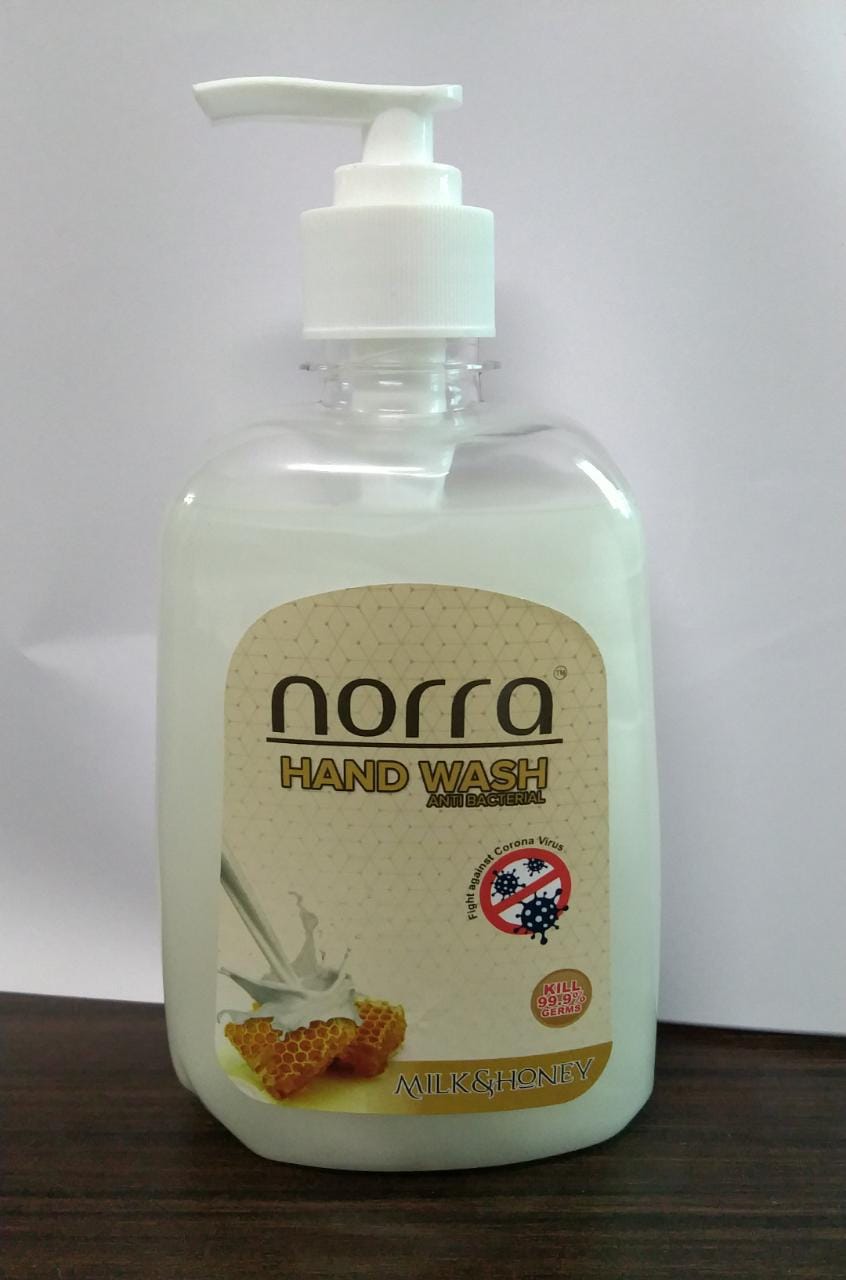 norra™
HAND WASH
ANTI BACTERIAL
Fight against Corona Virus
KILL
99.9%
GERMS
MILK&HONEY